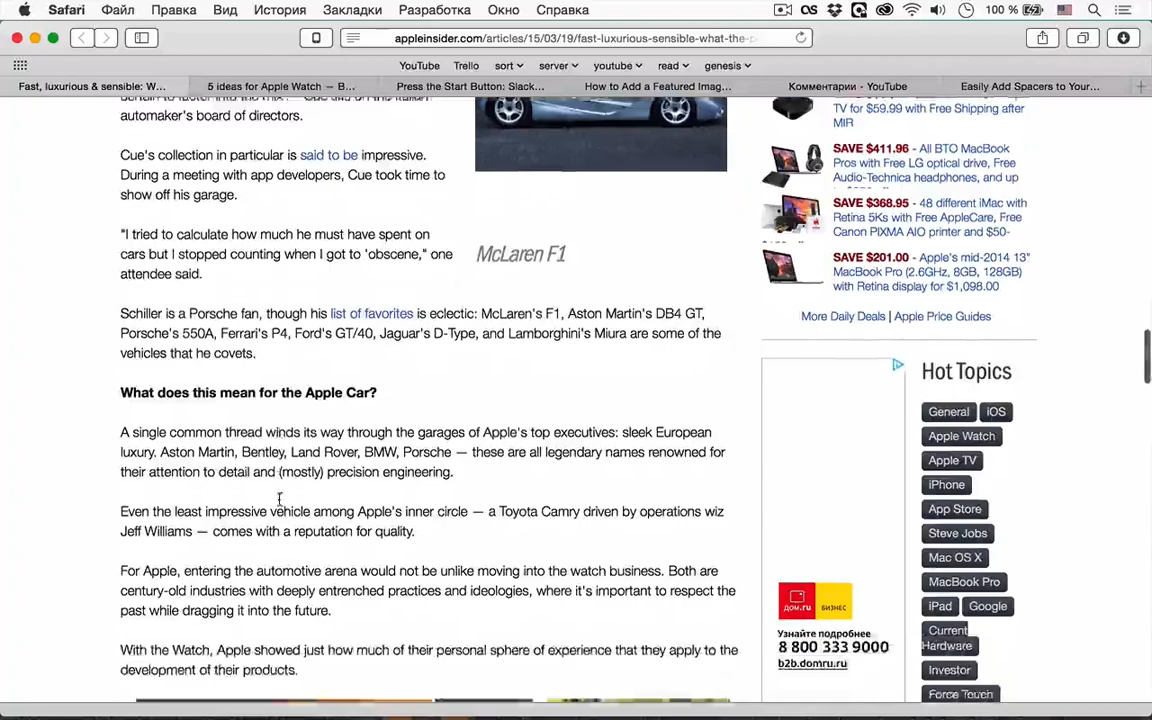 Safari Файл Правка Вид История Закладки Разработка Окно Справка 100 %
appleinsider.com/articles/15/03/19/fast-luxurious-sensible-what-the-p
YouTube Trello sort server youtube read genesis
Fast, luxurious & sensible: W... 5 ideas for Apple Watch – B... Press the Start Button: Slack... How to Add a Featured Imag... Комментарии - YouTube Easily Add Spacers to Your...
automaker's board of directors.
Cue's collection in particular is said to be impressive.
During a meeting with app developers, Cue took time to
show off his garage.
"I tried to calculate how much he must have spent on
cars but I stopped counting when I got to 'obscene," one
attendee said.
McLaren F1
Schiller is a Porsche fan, though his list of favorites is eclectic: McLaren's F1, Aston Martin's DB4 GT,
Porsche's 550A, Ferrari's P4, Ford's GT/40, Jaguar's D-Type, and Lamborghini's Miura are some of the
vehicles that he covets.
What does this mean for the Apple Car?
A single common thread winds its way through the garages of Apple's top executives: sleek European
luxury. Aston Martin, Bentley, Land Rover, BMW, Porsche — these are all legendary names renowned for
their attention to detail and (mostly) precision engineering.
Even the least impressive vehicle among Apple's inner circle — a Toyota Camry driven by operations wiz
Jeff Williams — comes with a reputation for quality.
For Apple, entering the automotive arena would not be unlike moving into the watch business. Both are
century-old industries with deeply entrenched practices and ideologies, where it's important to respect the
past while dragging it into the future.
With the Watch, Apple showed just how much of their personal sphere of experience that they apply to the
development of their products.
TV for $59.99 with Free Shipping after
MIR
SAVE $411.96 - All BTO MacBook
Pros with Free LG optical drive, Free
Audio-Technica headphones, and up
SAVE $368.95 - 48 different iMac with
Retina 5Ks with Free AppleCare, Free
Canon PIXMA AIO printer and $50-
SAVE $201.00 - Apple's mid-2014 13"
MacBook Pro (2.6GHz, 8GB, 128GB)
with Retina display for $1,098.00
More Daily Deals | Apple Price Guides
дом.ru БИЗНЕС
Узнайте подробнее
8 800 333 9000
b2b.domru.ru
Hot Topics
General iOS
Apple Watch
Apple TV
iPhone
App Store
Steve Jobs
Mac OS X
MacBook Pro
iPad Google
Current
Hardware
Investor
Force Touch